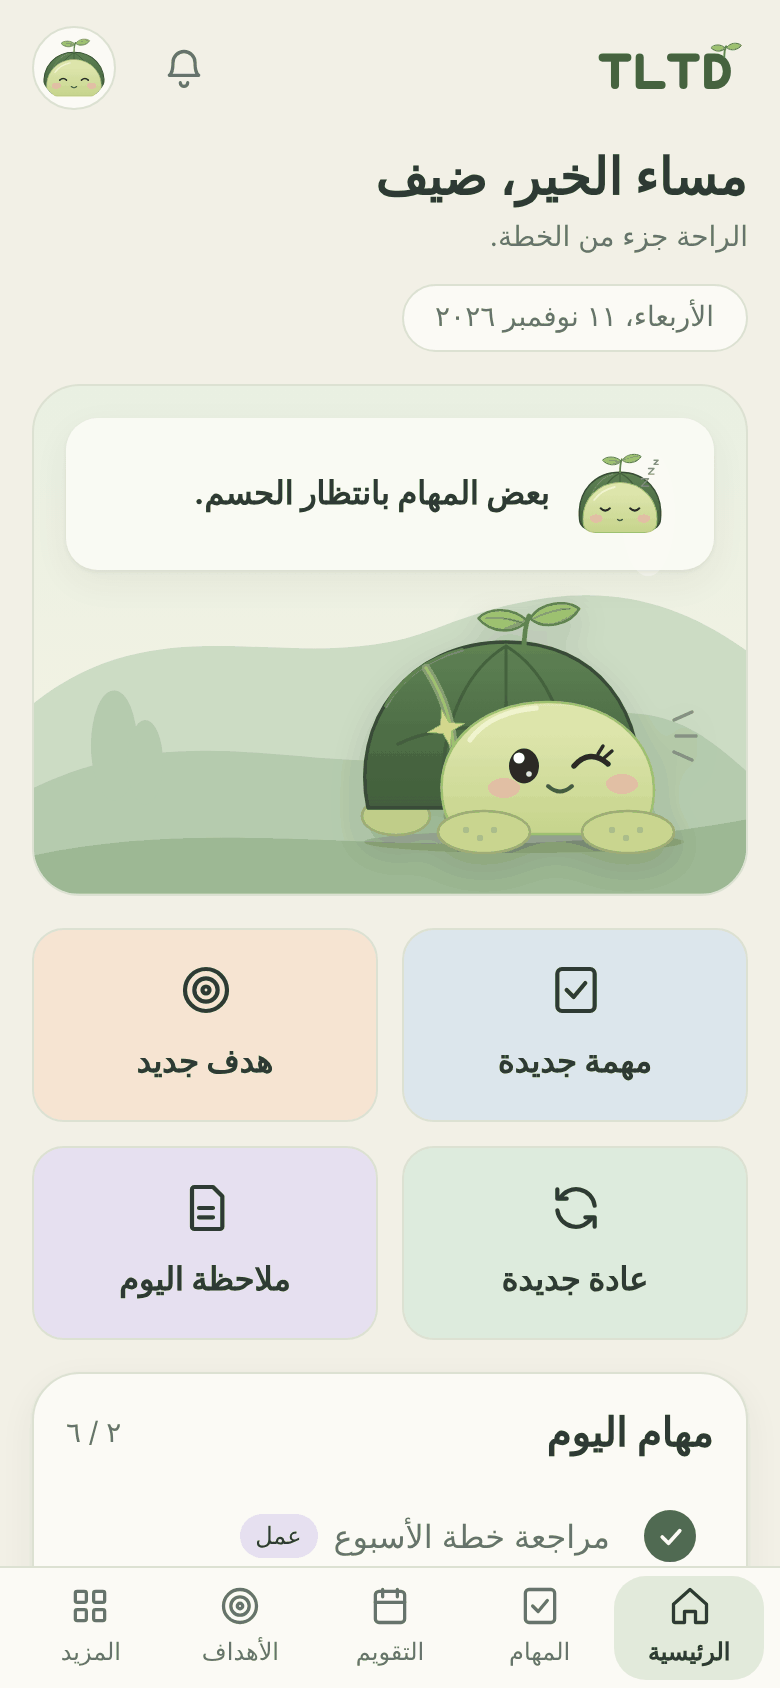 TLTD
مساء الخير، ضيف
الراحة جزء من الخطة.
الأربعاء، ١١ نوفمبر ٢٠٢٦
z z z
بعض المهام بانتظار الحسم.
مهمة جديدة
هدف جديد
عادة جديدة
ملاحظة اليوم
مهام اليوم
٢ / ٦
مراجعة خطة الأسبوع
عمل
الرئيسية
المهام
التقويم
الأهداف
المزيد